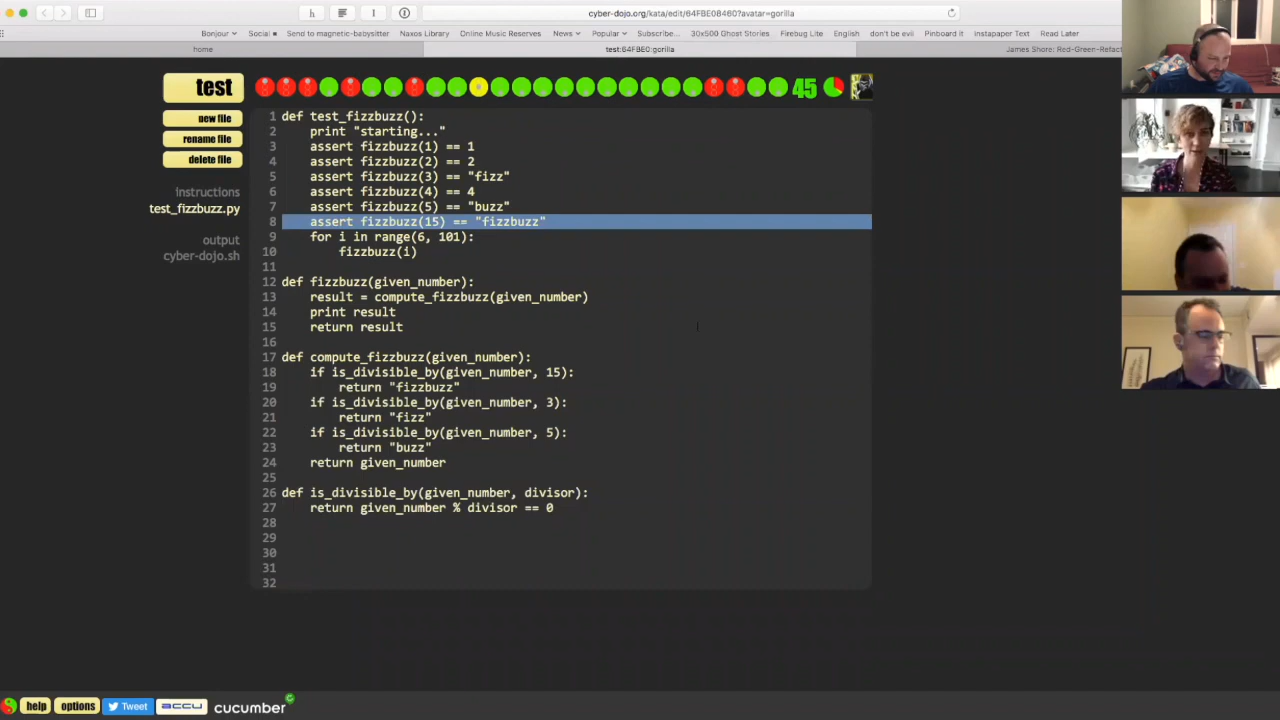 cyber-dojo.org/kata/edit/64FBE08460?avatar=gorilla
Bonjour Social Send to magnetic-babysitter Naxos Library Online Music Reserves News Popular Subscribe... 30x500 Ghost Stories Firebug Lite English don't be evil Pinboard It Instapaper Text Read Later
home test:64FBE0:gorilla James Shore: Red-Green-Refact
test 45
new file
rename file
delete file
instructions
test_fizzbuzz.py
output
cyber-dojo.sh
1 def test_fizzbuzz():
2 print "starting..."
3 assert fizzbuzz(1) == 1
4 assert fizzbuzz(2) == 2
5 assert fizzbuzz(3) == "fizz"
6 assert fizzbuzz(4) == 4
7 assert fizzbuzz(5) == "buzz"
8 assert fizzbuzz(15) == "fizzbuzz"
9 for i in range(6, 101):
10 fizzbuzz(i)
11
12 def fizzbuzz(given_number):
13 result = compute_fizzbuzz(given_number)
14 print result
15 return result
16
17 def compute_fizzbuzz(given_number):
18 if is_divisible_by(given_number, 15):
19 return "fizzbuzz"
20 if is_divisible_by(given_number, 3):
21 return "fizz"
22 if is_divisible_by(given_number, 5):
23 return "buzz"
24 return given_number
25
26 def is_divisible_by(given_number, divisor):
27 return given_number % divisor == 0
28
29
30
31
32
help options Tweet accu cucumber